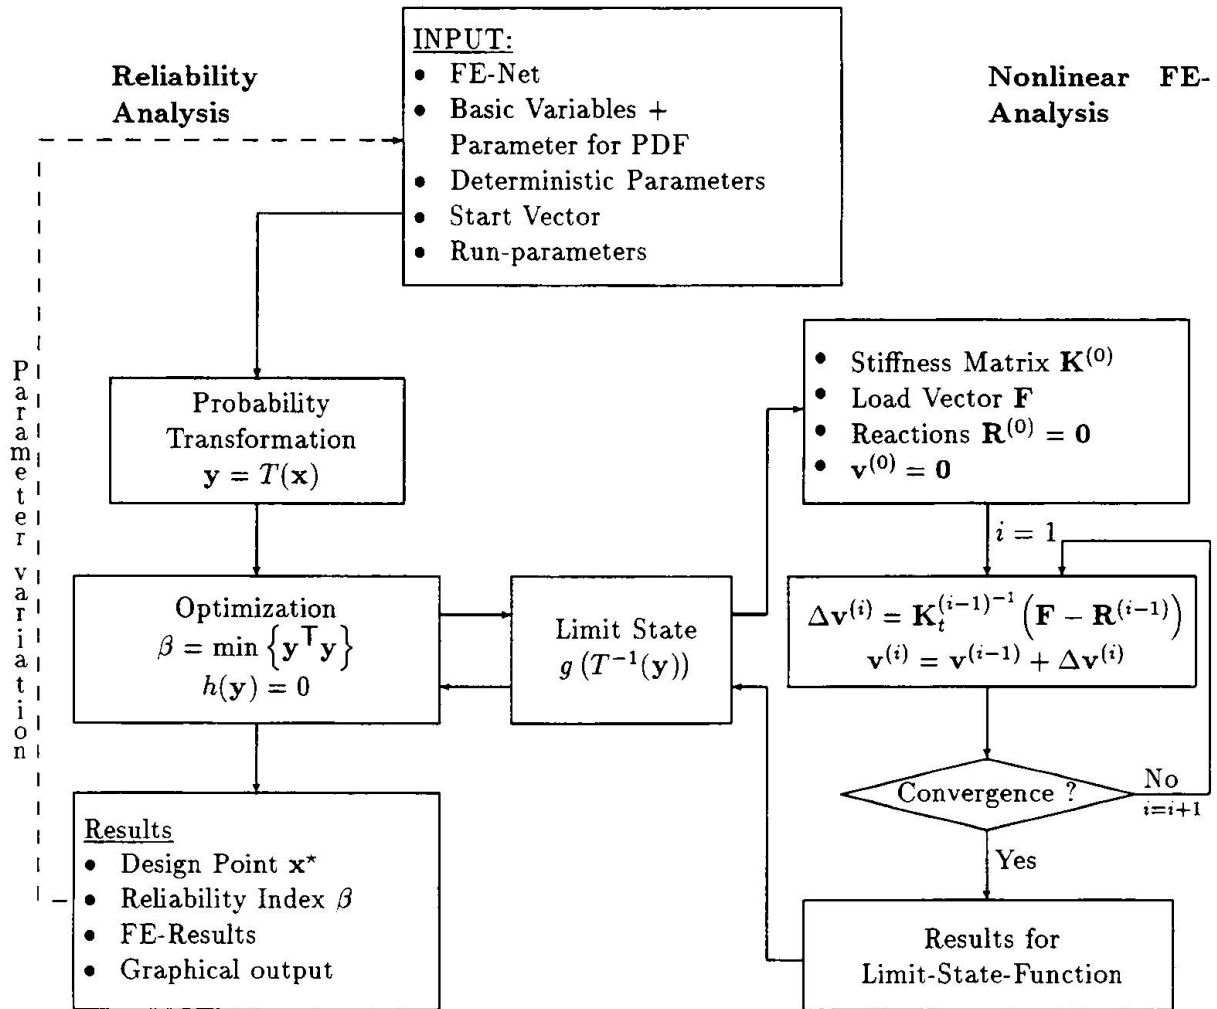 Reliability
Analysis
INPUT:
• FE-Net
• Basic Variables +
Parameter for PDF
• Deterministic Parameters
• Start Vector
• Run-parameters
Nonlinear FE-
Analysis
Parameter variation
Probability
Transformation
y = T(x)
Optimization
β = min {y⊤y}
h(y) = 0
Limit State
g (T⁻¹(y))
• Stiffness Matrix K⁽⁰⁾
• Load Vector F
• Reactions R⁽⁰⁾ = 0
• v⁽⁰⁾ = 0
i = 1
Δv⁽ⁱ⁾ = Kₜ⁽ⁱ⁻¹⁾⁻¹ (F − R⁽ⁱ⁻¹⁾)
v⁽ⁱ⁾ = v⁽ⁱ⁻¹⁾ + Δv⁽ⁱ⁾
Convergence ?
No
i=i+1
Yes
Results
• Design Point x⋆
• Reliability Index β
• FE-Results
• Graphical output
Results for
Limit-State-Function